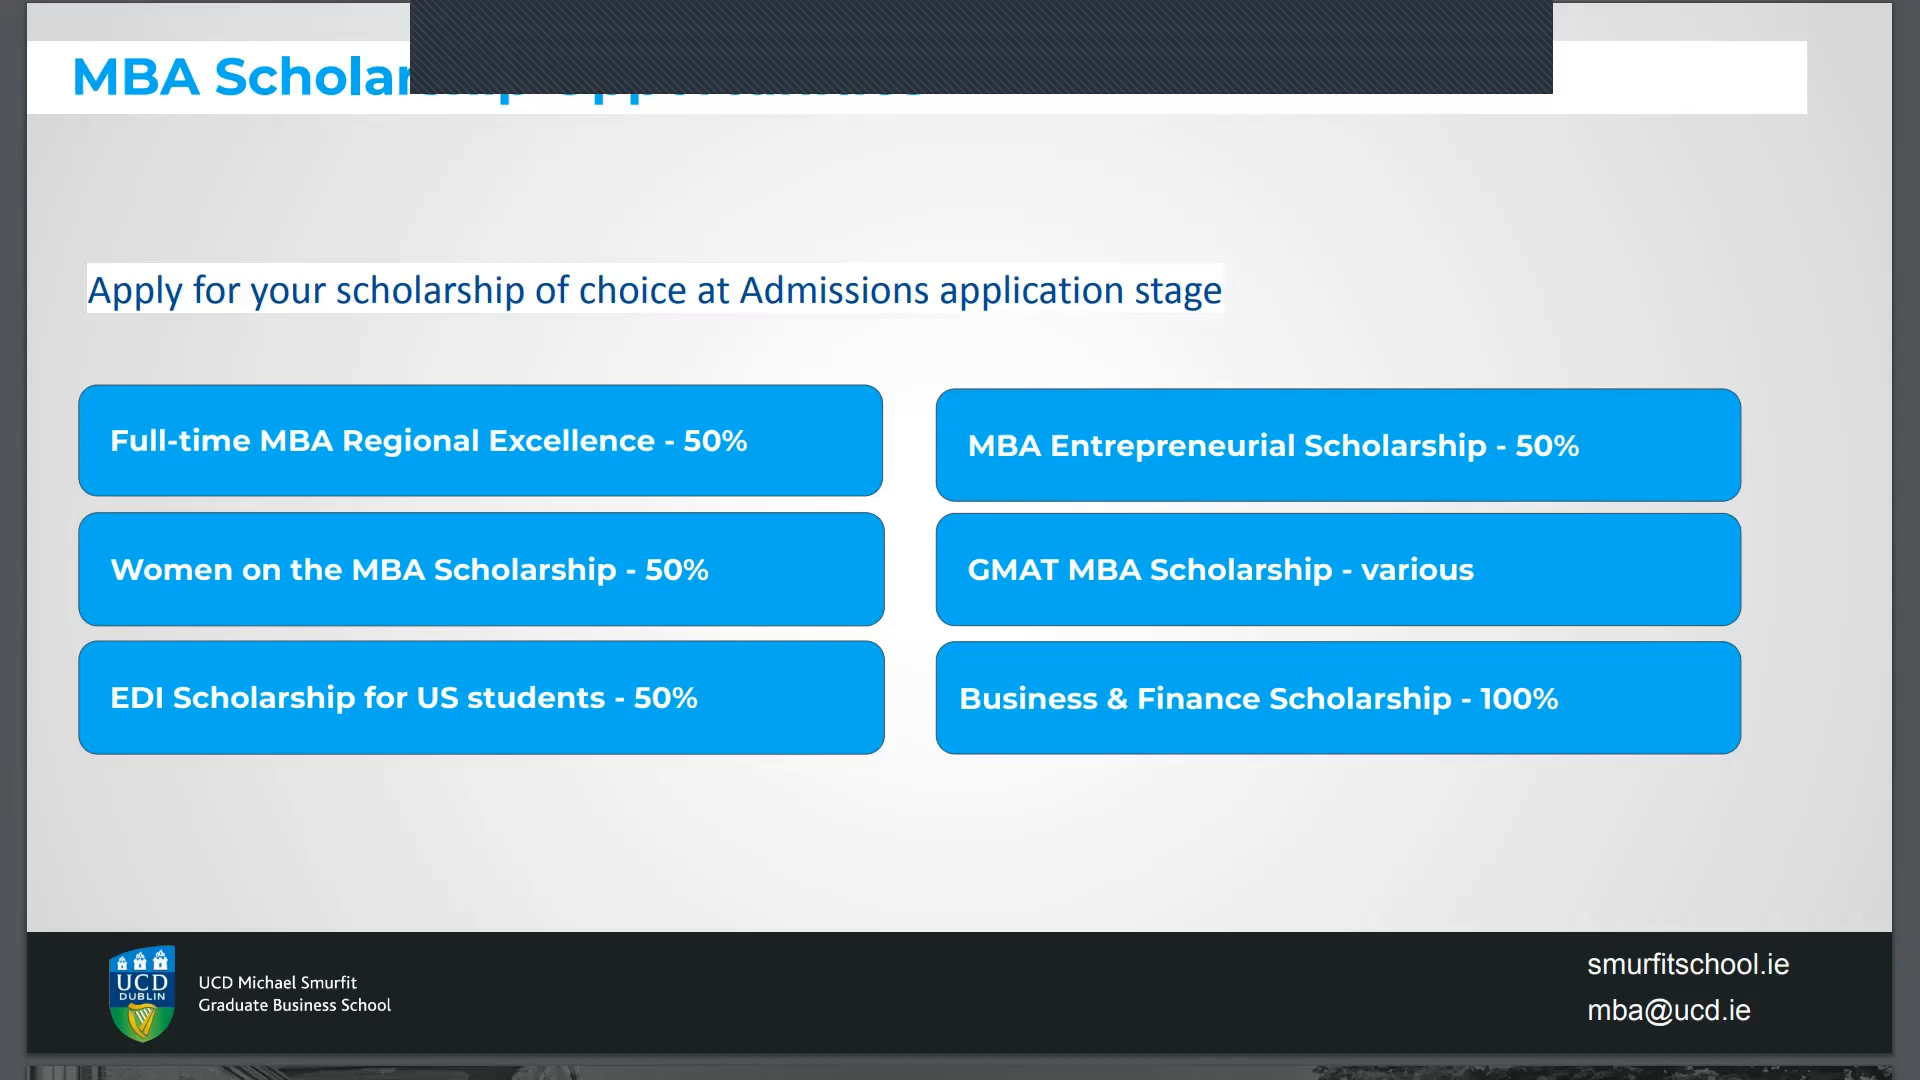 MBA Scholarship Opportunities
Apply for your scholarship of choice at Admissions application stage
Full-time MBA Regional Excellence - 50%
MBA Entrepreneurial Scholarship - 50%
Women on the MBA Scholarship - 50%
GMAT MBA Scholarship - various
EDI Scholarship for US students - 50%
Business & Finance Scholarship - 100%
UCD
DUBLIN
UCD Michael Smurfit
Graduate Business School
smurfitschool.ie
mba@ucd.ie